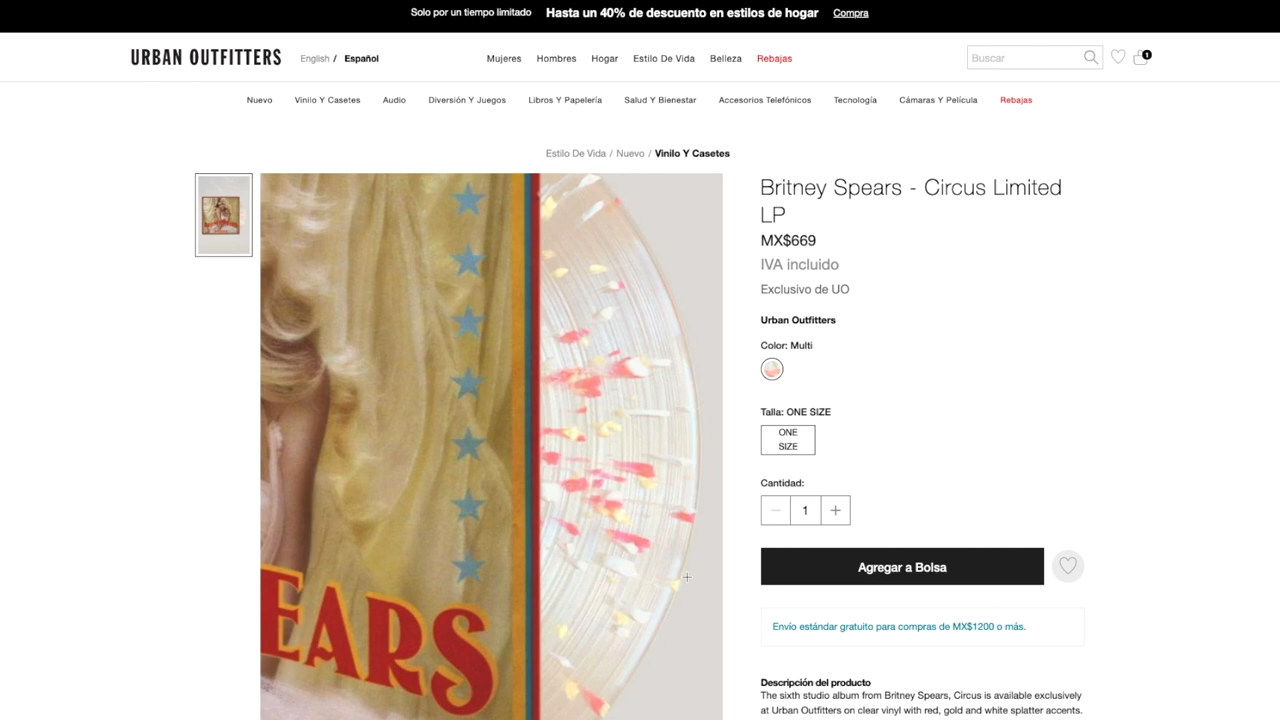 Solo por un tiempo limitado Hasta un 40% de descuento en estilos de hogar Compra
URBAN OUTFITTERS English / Español Mujeres Hombres Hogar Estilo De Vida Belleza Rebajas Buscar 1
Nuevo Vinilo Y Casetes Audio Diversión Y Juegos Libros Y Papelería Salud Y Bienestar Accesorios Telefónicos Tecnología Cámaras Y Película Rebajas
Estilo De Vida / Nuevo / Vinilo Y Casetes
EARS
Britney Spears - Circus Limited
LP
MX$669
IVA incluido
Exclusivo de UO
Urban Outfitters
Color: Multi
Talla: ONE SIZE
ONE
SIZE
Cantidad:
1
Agregar a Bolsa
Envío estándar gratuito para compras de MX$1200 o más.
Descripción del producto
The sixth studio album from Britney Spears, Circus is available exclusively
at Urban Outfitters on clear vinyl with red, gold and white splatter accents.